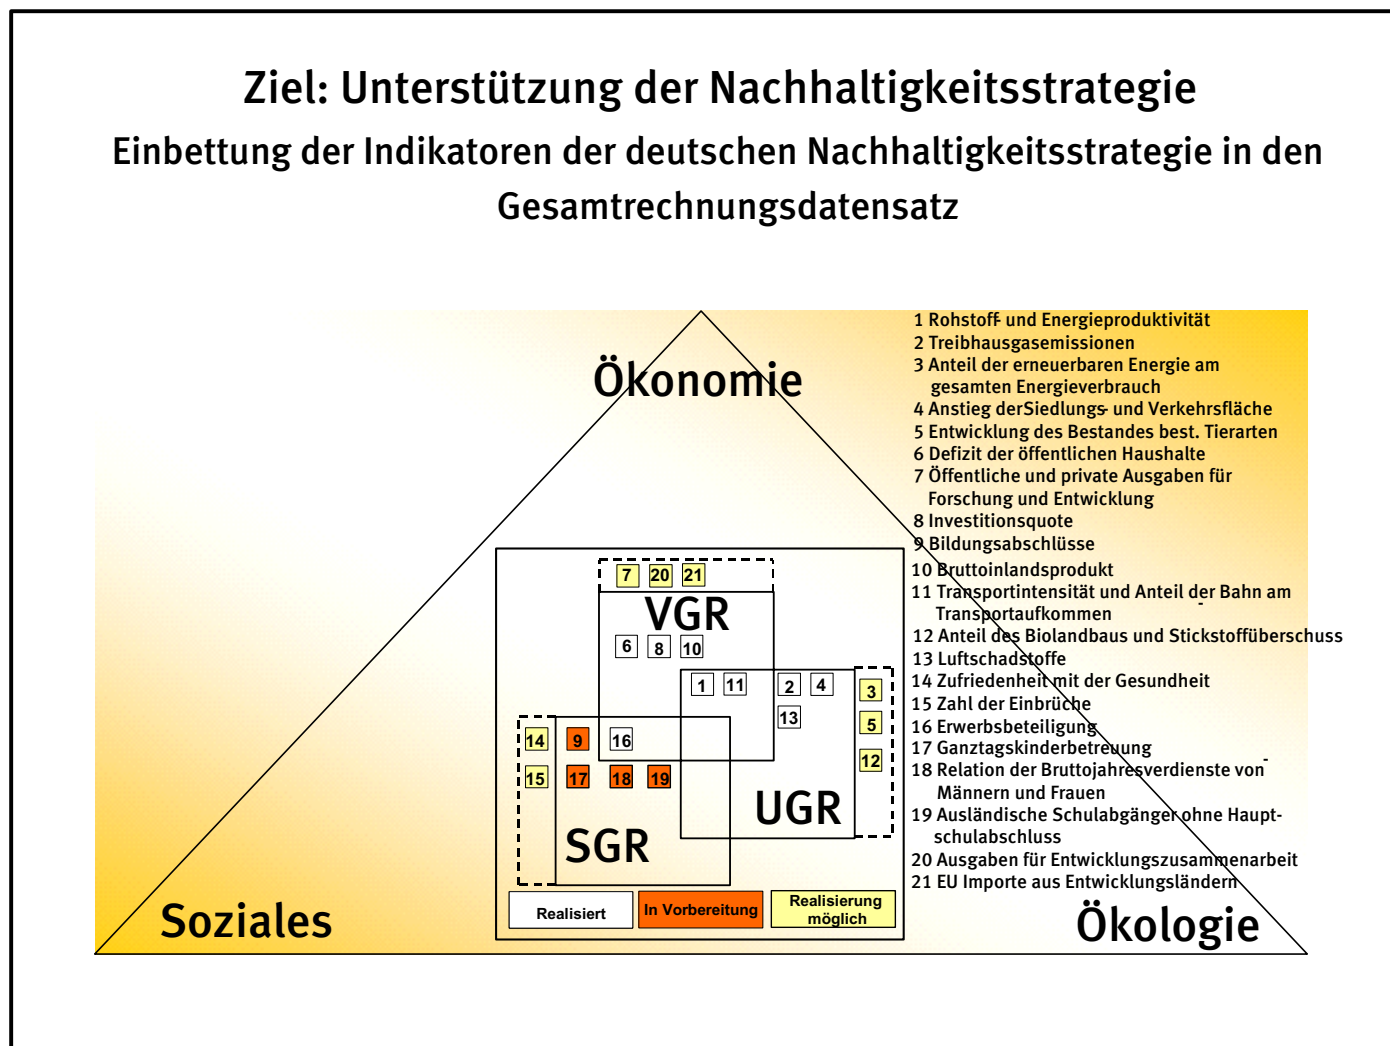 Ziel: Unterstützung der Nachhaltigkeitsstrategie
Einbettung der Indikatoren der deutschen Nachhaltigkeitsstrategie in den
Gesamtrechnungsdatensatz
Ökonomie
1 Rohstoff- und Energieproduktivität
2 Treibhausgasemissionen
3 Anteil der erneuerbaren Energie am
gesamten Energieverbrauch
4 Anstieg derSiedlungs- und Verkehrsfläche
5 Entwicklung des Bestandes best. Tierarten
6 Defizit der öffentlichen Haushalte
7 Öffentliche und private Ausgaben für
Forschung und Entwicklung
8 Investitionsquote
9 Bildungsabschlüsse
10 Bruttoinlandsprodukt
11 Transportintensität und Anteil der Bahn am
Transportaufkommen
12 Anteil des Biolandbaus und Stickstoffüberschuss
13 Luftschadstoffe
14 Zufriedenheit mit der Gesundheit
15 Zahl der Einbrüche
16 Erwerbsbeteiligung
17 Ganztagskinderbetreuung
18 Relation der Bruttojahresverdienste von
Männern und Frauen
19 Ausländische Schulabgänger ohne Haupt-
schulabschluss
20 Ausgaben für Entwicklungszusammenarbeit
21 EU Importe aus Entwicklungsländern
7 20 21
VGR
6 8 10
1 11 2 4 3
13 5
14 9 16 12
15 17 18 19
UGR
SGR
Realisiert
In Vorbereitung
Realisierung
möglich
Soziales
Ökologie